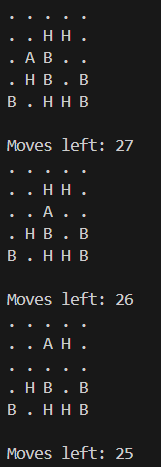 . . . . .
. . H H .
. A B . .
. H B . B
B . H H B
Moves left: 27
. . . . .
. . H H .
. . A . .
. H B . B
B . H H B
Moves left: 26
. . . . .
. . A H .
. . . . .
. H B . B
B . H H B
Moves left: 25